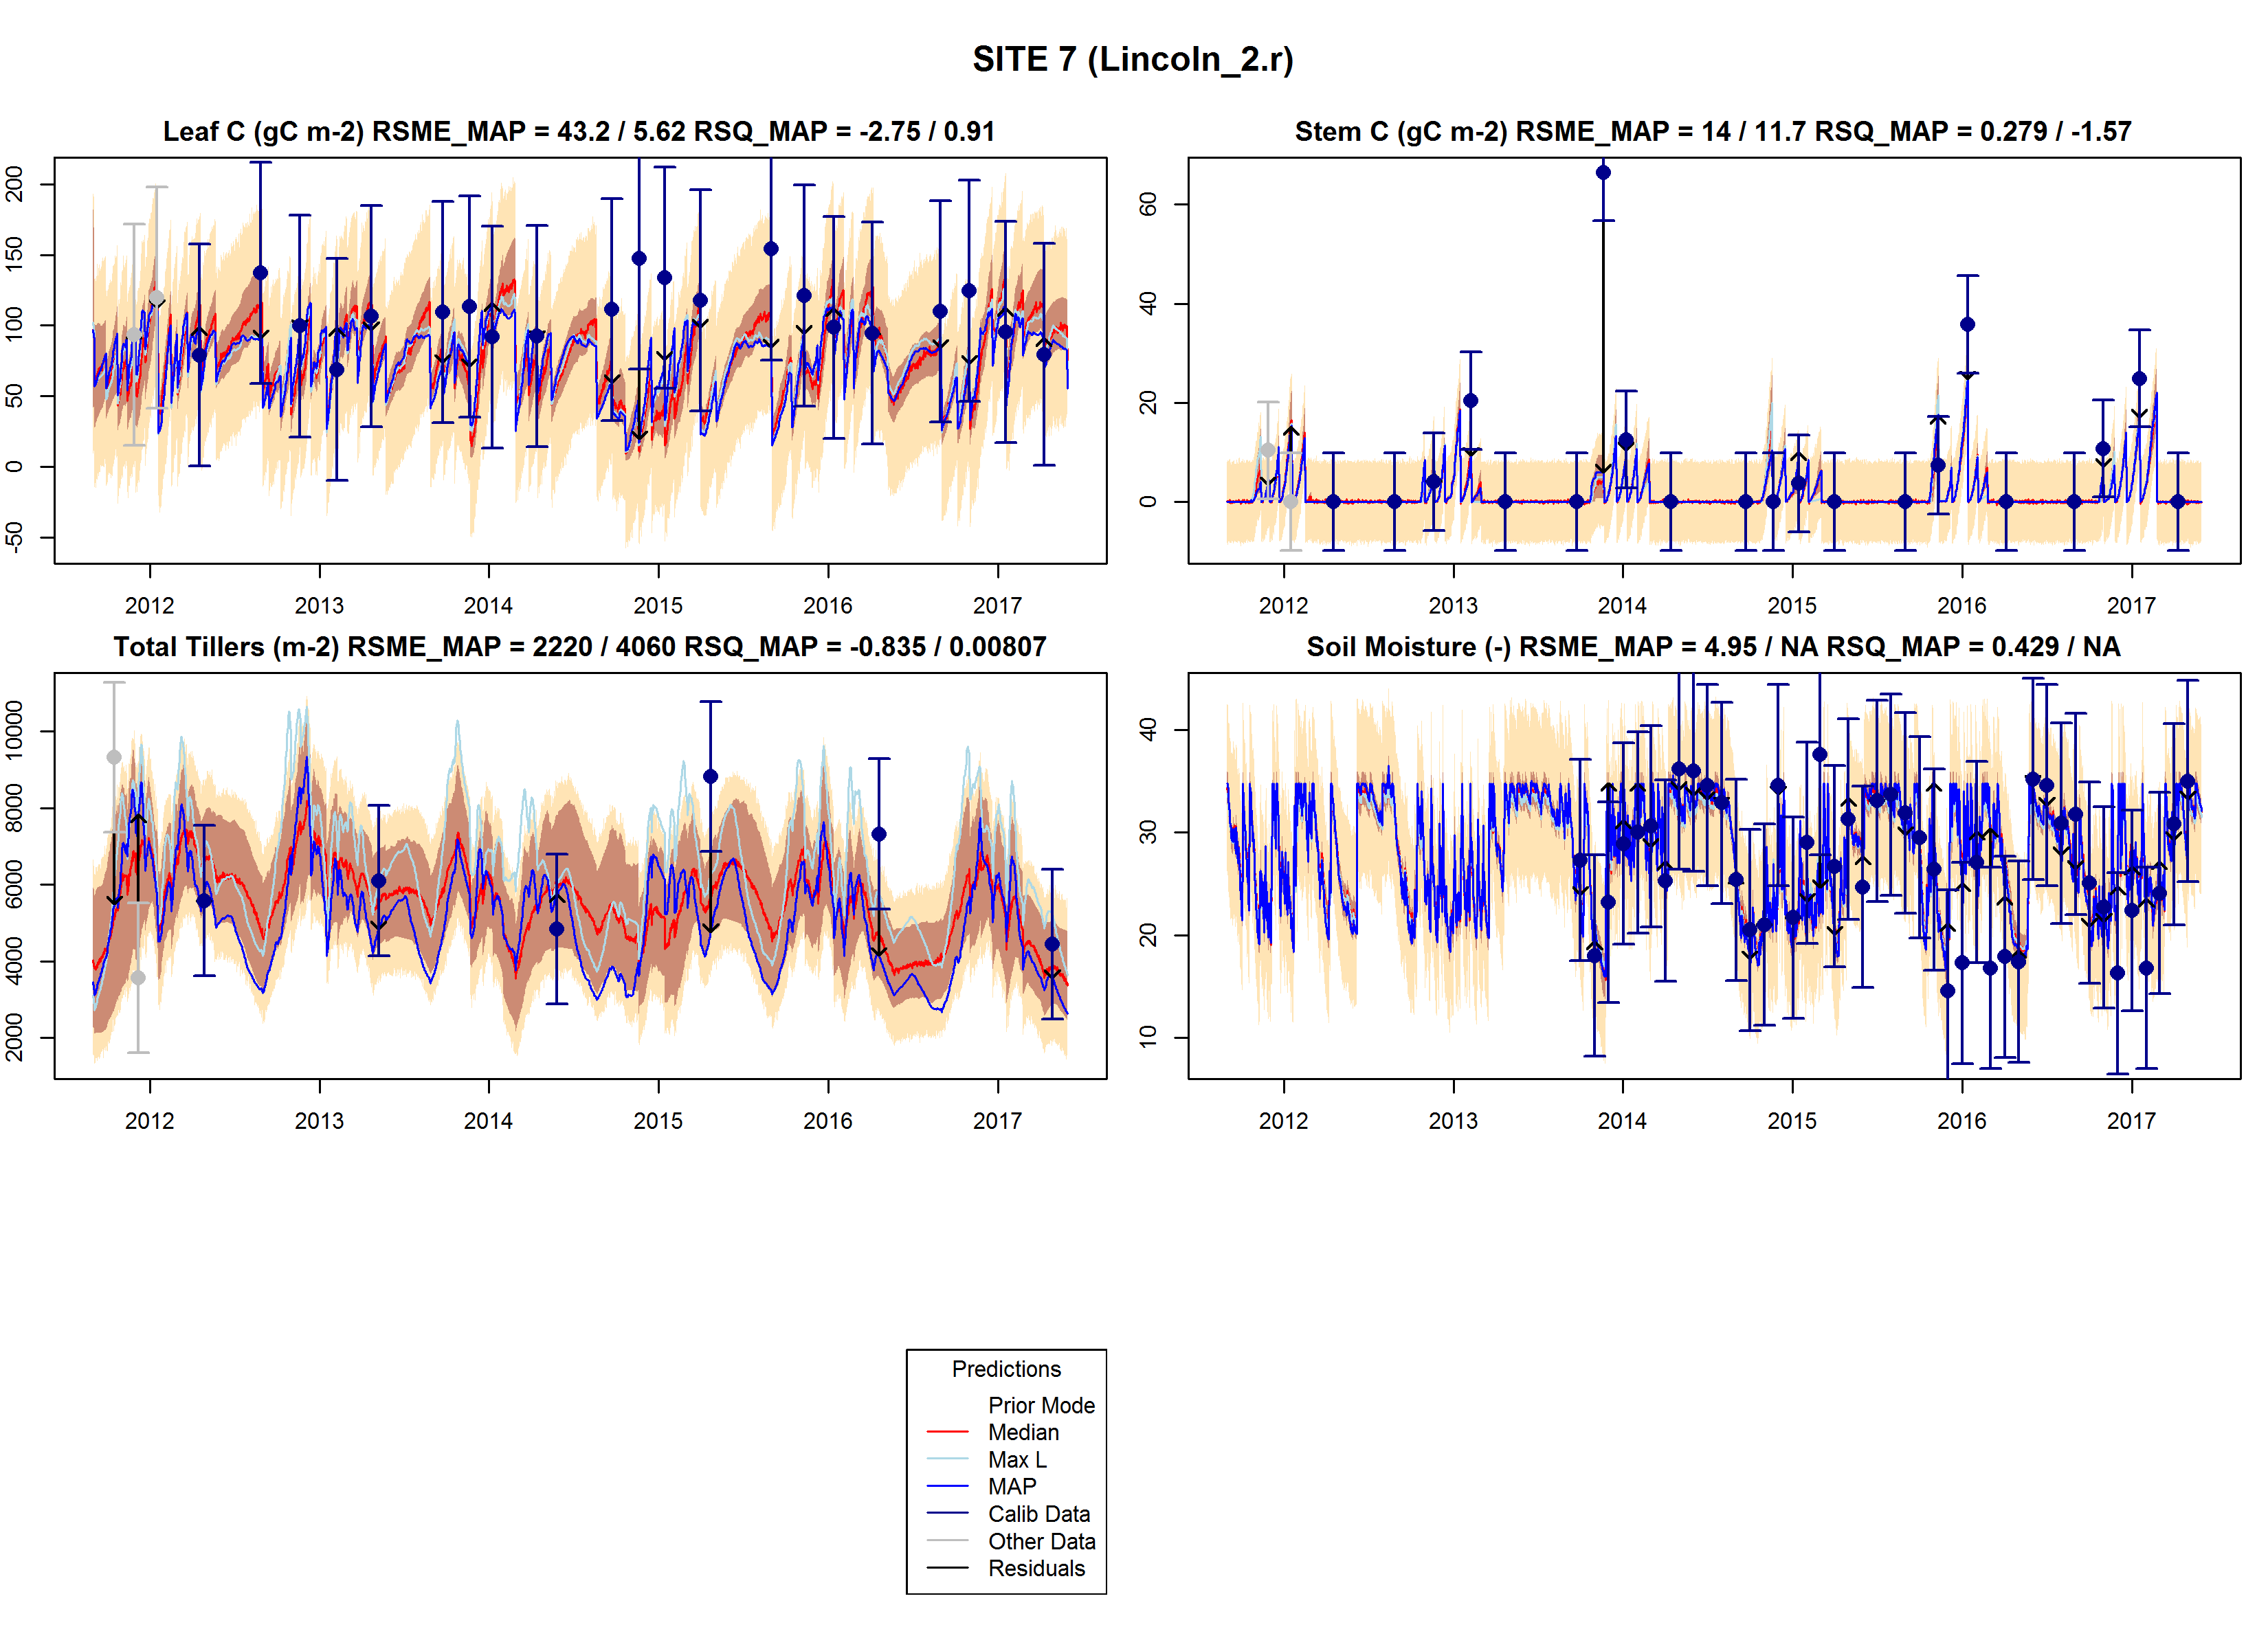 SITE 7 (Lincoln_2.r)
Leaf C (gC m-2) RSME_MAP = 43.2 / 5.62 RSQ_MAP = -2.75 / 0.91
200
150
100
50
0
-50
2012 2013 2014 2015 2016 2017
Stem C (gC m-2) RSME_MAP = 14 / 11.7 RSQ_MAP = 0.279 / -1.57
60
40
20
0
2012 2013 2014 2015 2016 2017
Total Tillers (m-2) RSME_MAP = 2220 / 4060 RSQ_MAP = -0.835 / 0.00807
10000
8000
6000
4000
2000
2012 2013 2014 2015 2016 2017
Soil Moisture (-) RSME_MAP = 4.95 / NA RSQ_MAP = 0.429 / NA
40
30
20
10
2012 2013 2014 2015 2016 2017
Predictions
Prior Mode
Median
Max L
MAP
Calib Data
Other Data
Residuals